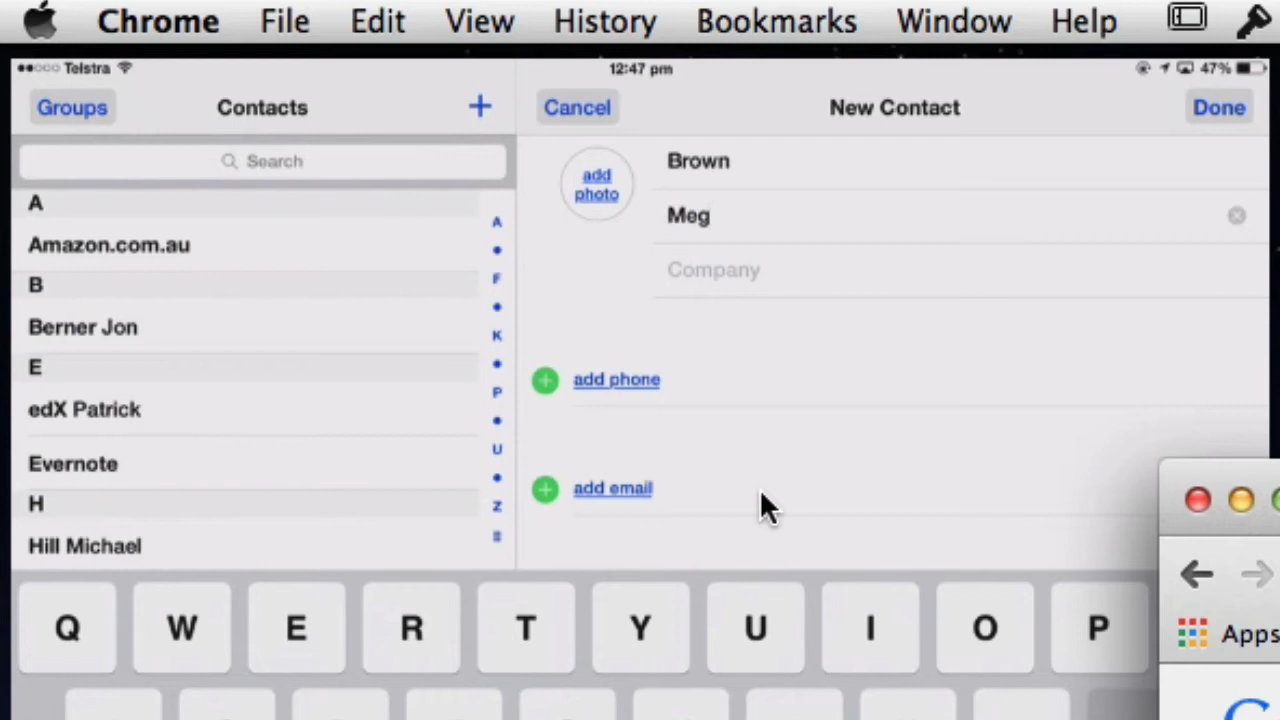 Chrome File Edit View History Bookmarks Window Help
Telstra 12:47 pm 47%
Groups Contacts + Cancel New Contact Done
Search
A
Amazon.com.au
B
Berner Jon
E
edX Patrick
Evernote
H
Hill Michael
A
F
K
P
U
Z
#
add
photo
Brown
Meg
Company
add phone
add email
Q W E R T Y U I O P
Apps